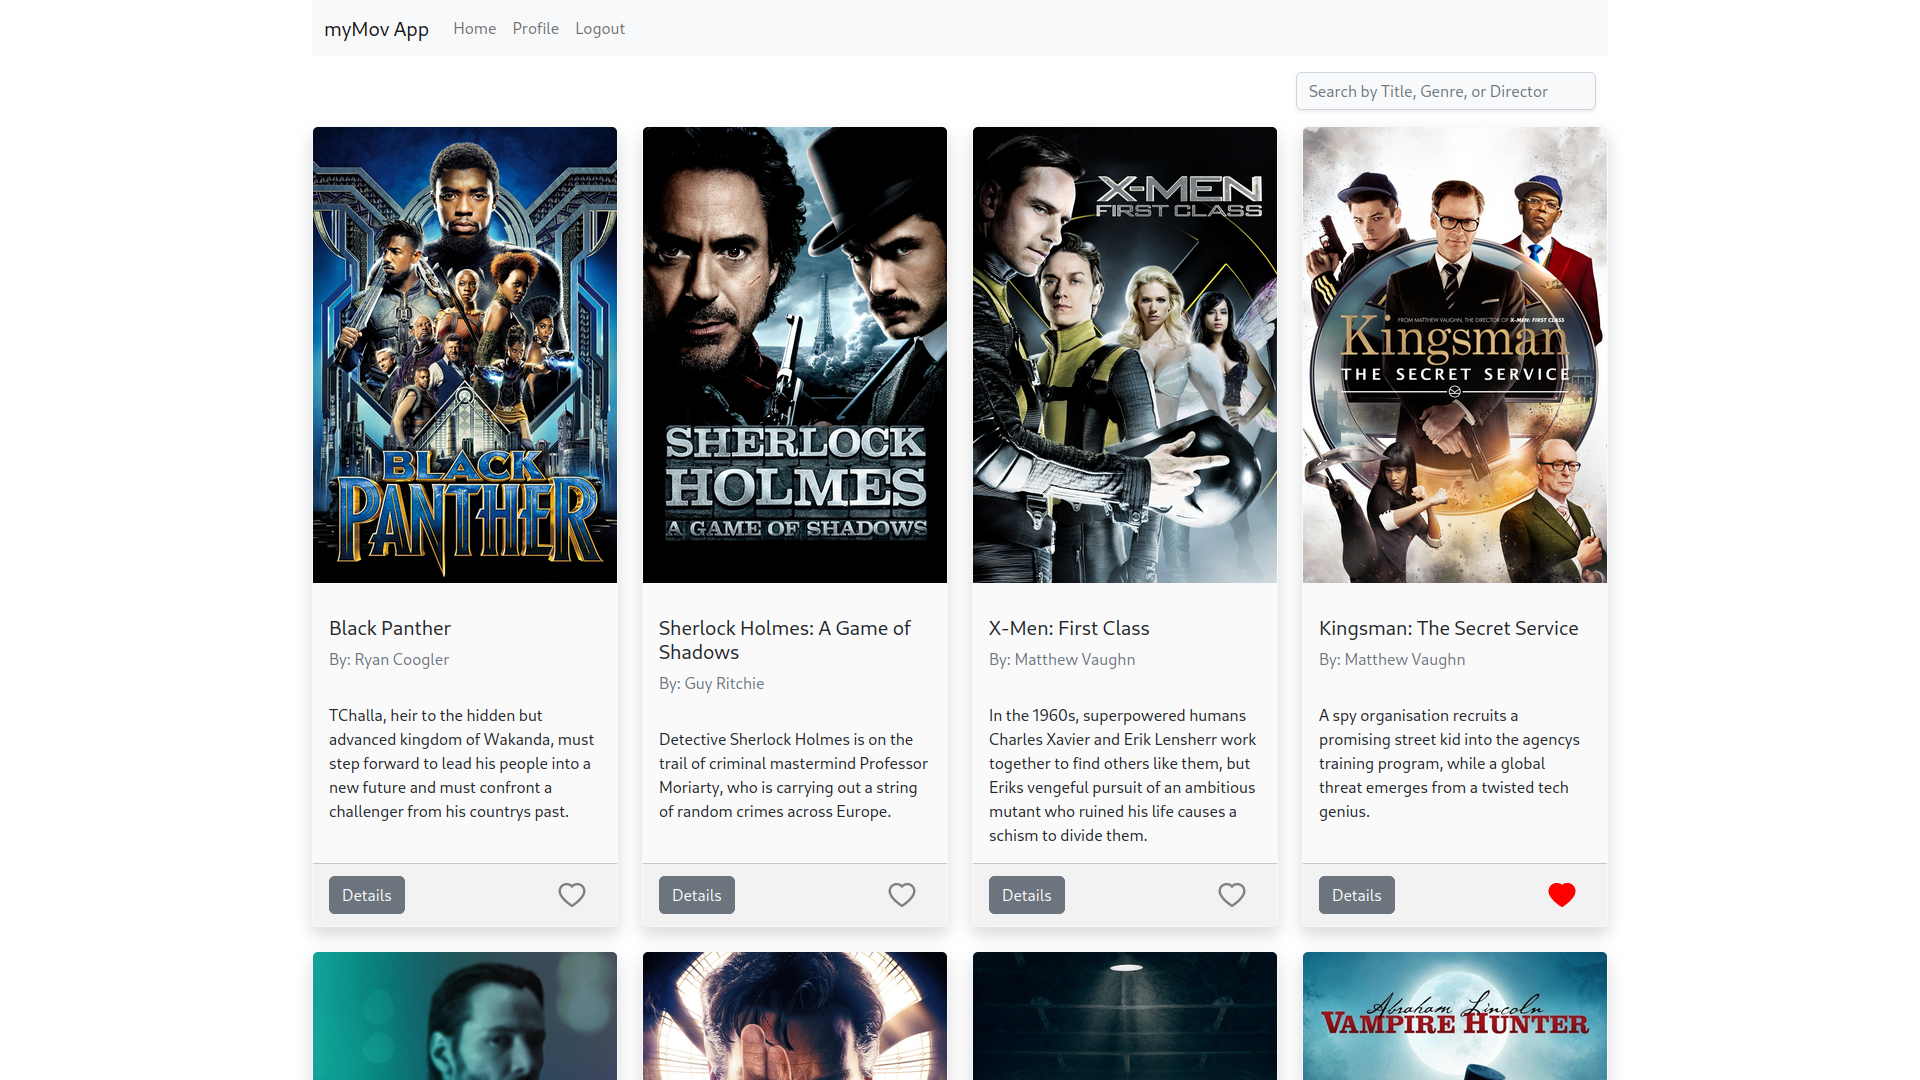 myMov App Home Profile Logout
Search by Title, Genre, or Director
BLACK
PANTHER
SHERLOCK
HOLMES
A GAME OF SHADOWS
X-MEN
FIRST CLASS
FROM MATTHEW VAUGHN, THE DIRECTOR OF X-MEN: FIRST CLASS
Kingsman
THE SECRET SERVICE
Black Panther
By: Ryan Coogler
TChalla, heir to the hidden but
advanced kingdom of Wakanda, must
step forward to lead his people into a
new future and must confront a
challenger from his countrys past.
Details
Sherlock Holmes: A Game of
Shadows
By: Guy Ritchie
Detective Sherlock Holmes is on the
trail of criminal mastermind Professor
Moriarty, who is carrying out a string
of random crimes across Europe.
Details
X-Men: First Class
By: Matthew Vaughn
In the 1960s, superpowered humans
Charles Xavier and Erik Lensherr work
together to find others like them, but
Eriks vengeful pursuit of an ambitious
mutant who ruined his life causes a
schism to divide them.
Details
Kingsman: The Secret Service
By: Matthew Vaughn
A spy organisation recruits a
promising street kid into the agencys
training program, while a global
threat emerges from a twisted tech
genius.
Details
Abraham Lincoln
VAMPIRE HUNTER